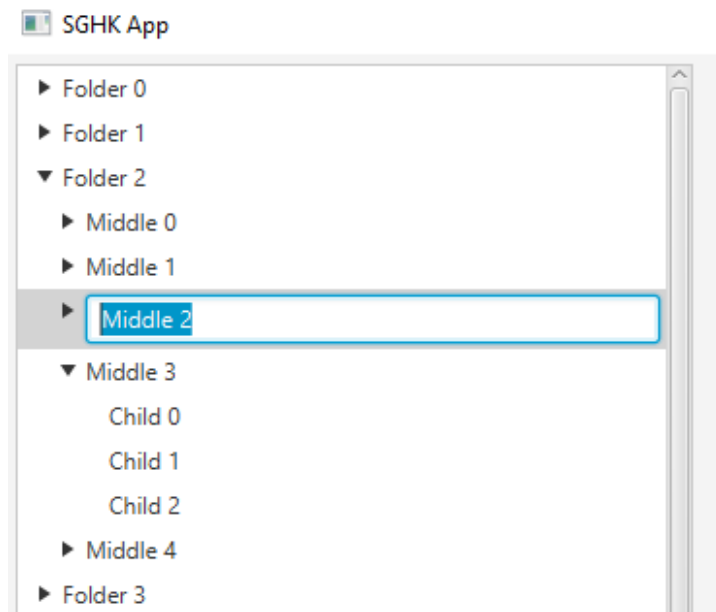 SGHK App
Folder 0
Folder 1
Folder 2
Middle 0
Middle 1
Middle 2
Middle 3
Child 0
Child 1
Child 2
Middle 4
Folder 3